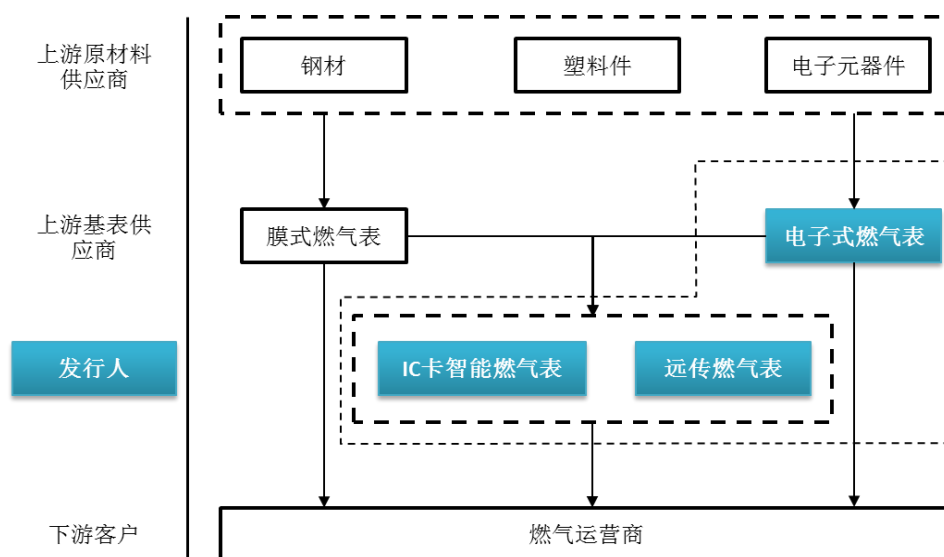 上游原材料
供应商
钢材
塑料件
电子元器件
上游基表供
应商
膜式燃气表
电子式燃气表
发行人
IC卡智能燃气表
远传燃气表
下游客户
燃气运营商